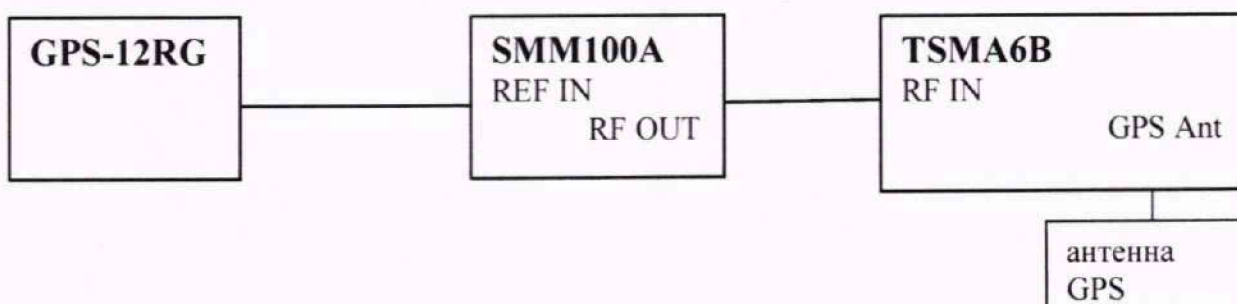 GPS-12RG
SMM100A
REF IN
RF OUT
TSMA6B
RF IN
GPS Ant
антенна
GPS